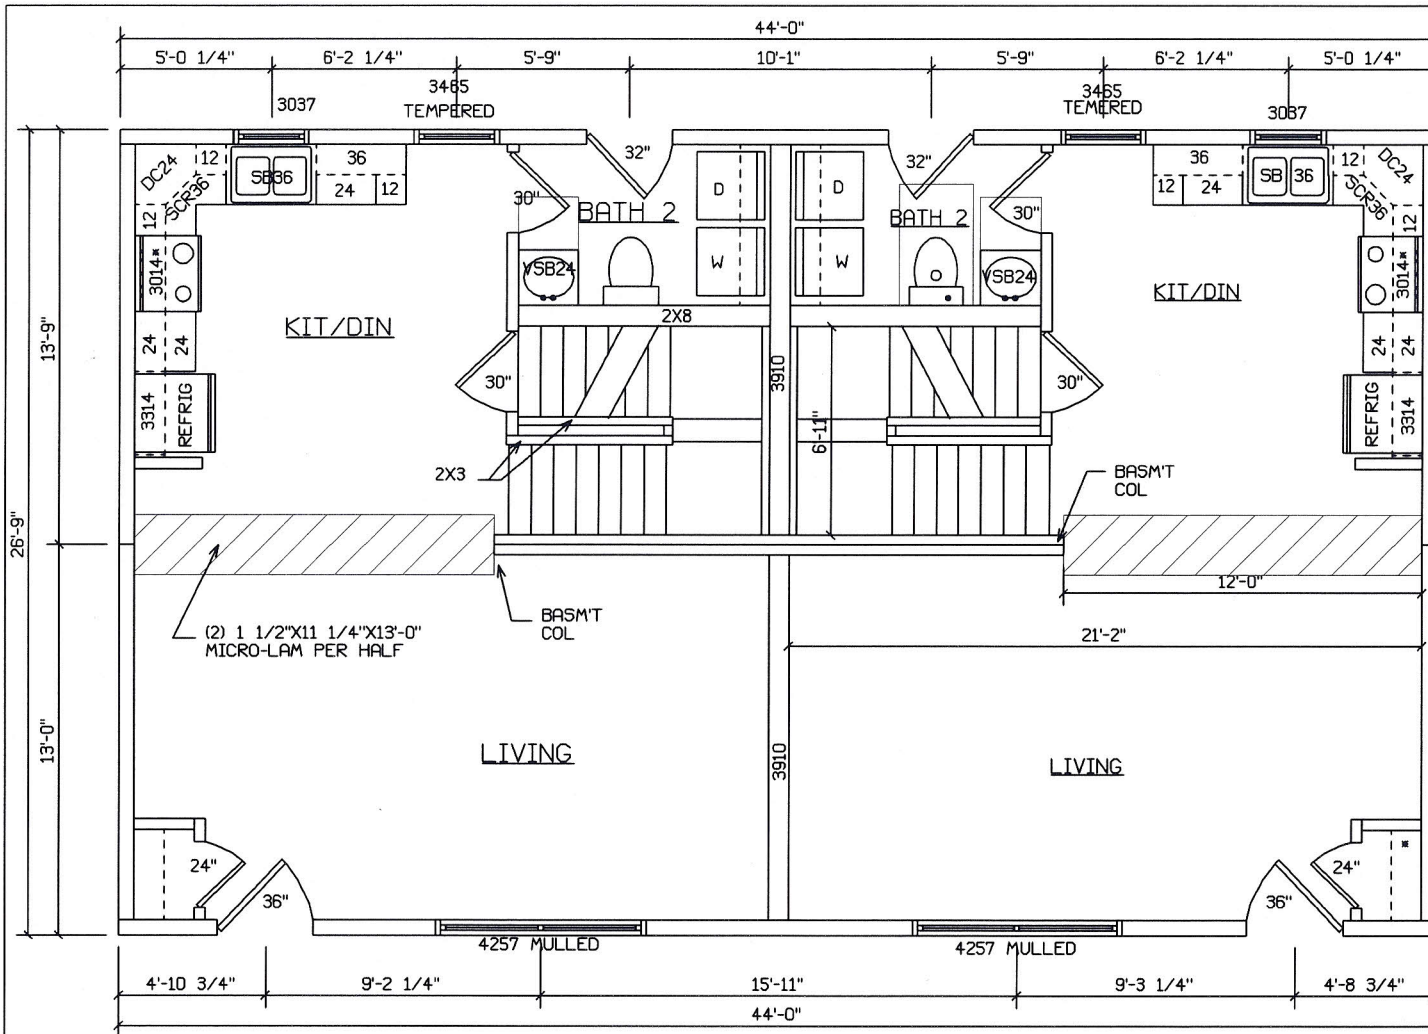 44'-0"
5'-0 1/4" 6'-2 1/4" 5'-9" 10'-1" 5'-9" 6'-2 1/4" 5'-0 1/4"
3037
3465
TEMPERED
3465
TEMERED
3037
DC24
SCR36
12
SB36
36
24
12
12
30"
32"
BATH 2
D
W
VSB24
32"
D
W
BATH 2
30"
VSB24
36
12
24
SB 36
12
DC24
SCR36
12
3014*
24
24
3314
REFRIG
KIT/DIN
30"
2X8
3910
6'-11"
30"
KIT/DIN
3014*
24
24
3314
REFRIG
13'-9"
26'-9"
13'-0"
2X3
BASM'T
COL
12'-0"
(2) 1 1/2"X11 1/4"X13'-0"
MICRO-LAM PER HALF
BASM'T
COL
21'-2"
LIVING
3910
LIVING
24"
36"
4257 MULLED
4257 MULLED
36"
24"
*
4'-10 3/4" 9'-2 1/4" 15'-11" 9'-3 1/4" 4'-8 3/4"
44'-0"